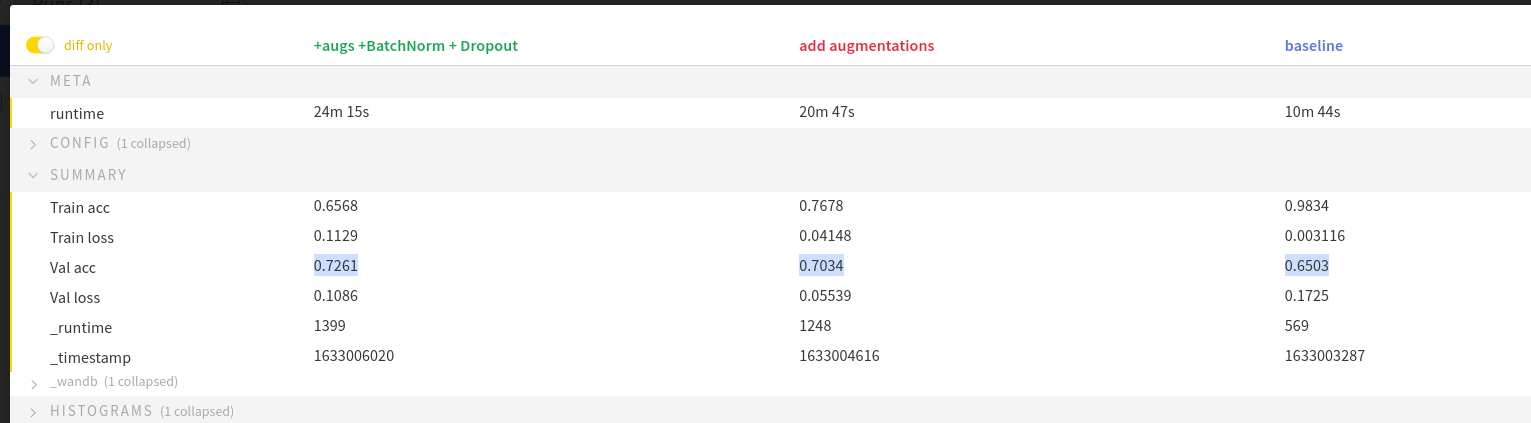 diff only +augs +BatchNorm + Dropout add augmentations baseline
META
runtime 24m 15s 20m 47s 10m 44s
CONFIG (1 collapsed)
SUMMARY
Train acc 0.6568 0.7678 0.9834
Train loss 0.1129 0.04148 0.003116
Val acc 0.7261 0.7034 0.6503
Val loss 0.1086 0.05539 0.1725
_runtime 1399 1248 569
_timestamp 1633006020 1633004616 1633003287
_wandb (1 collapsed)
HISTOGRAMS (1 collapsed)